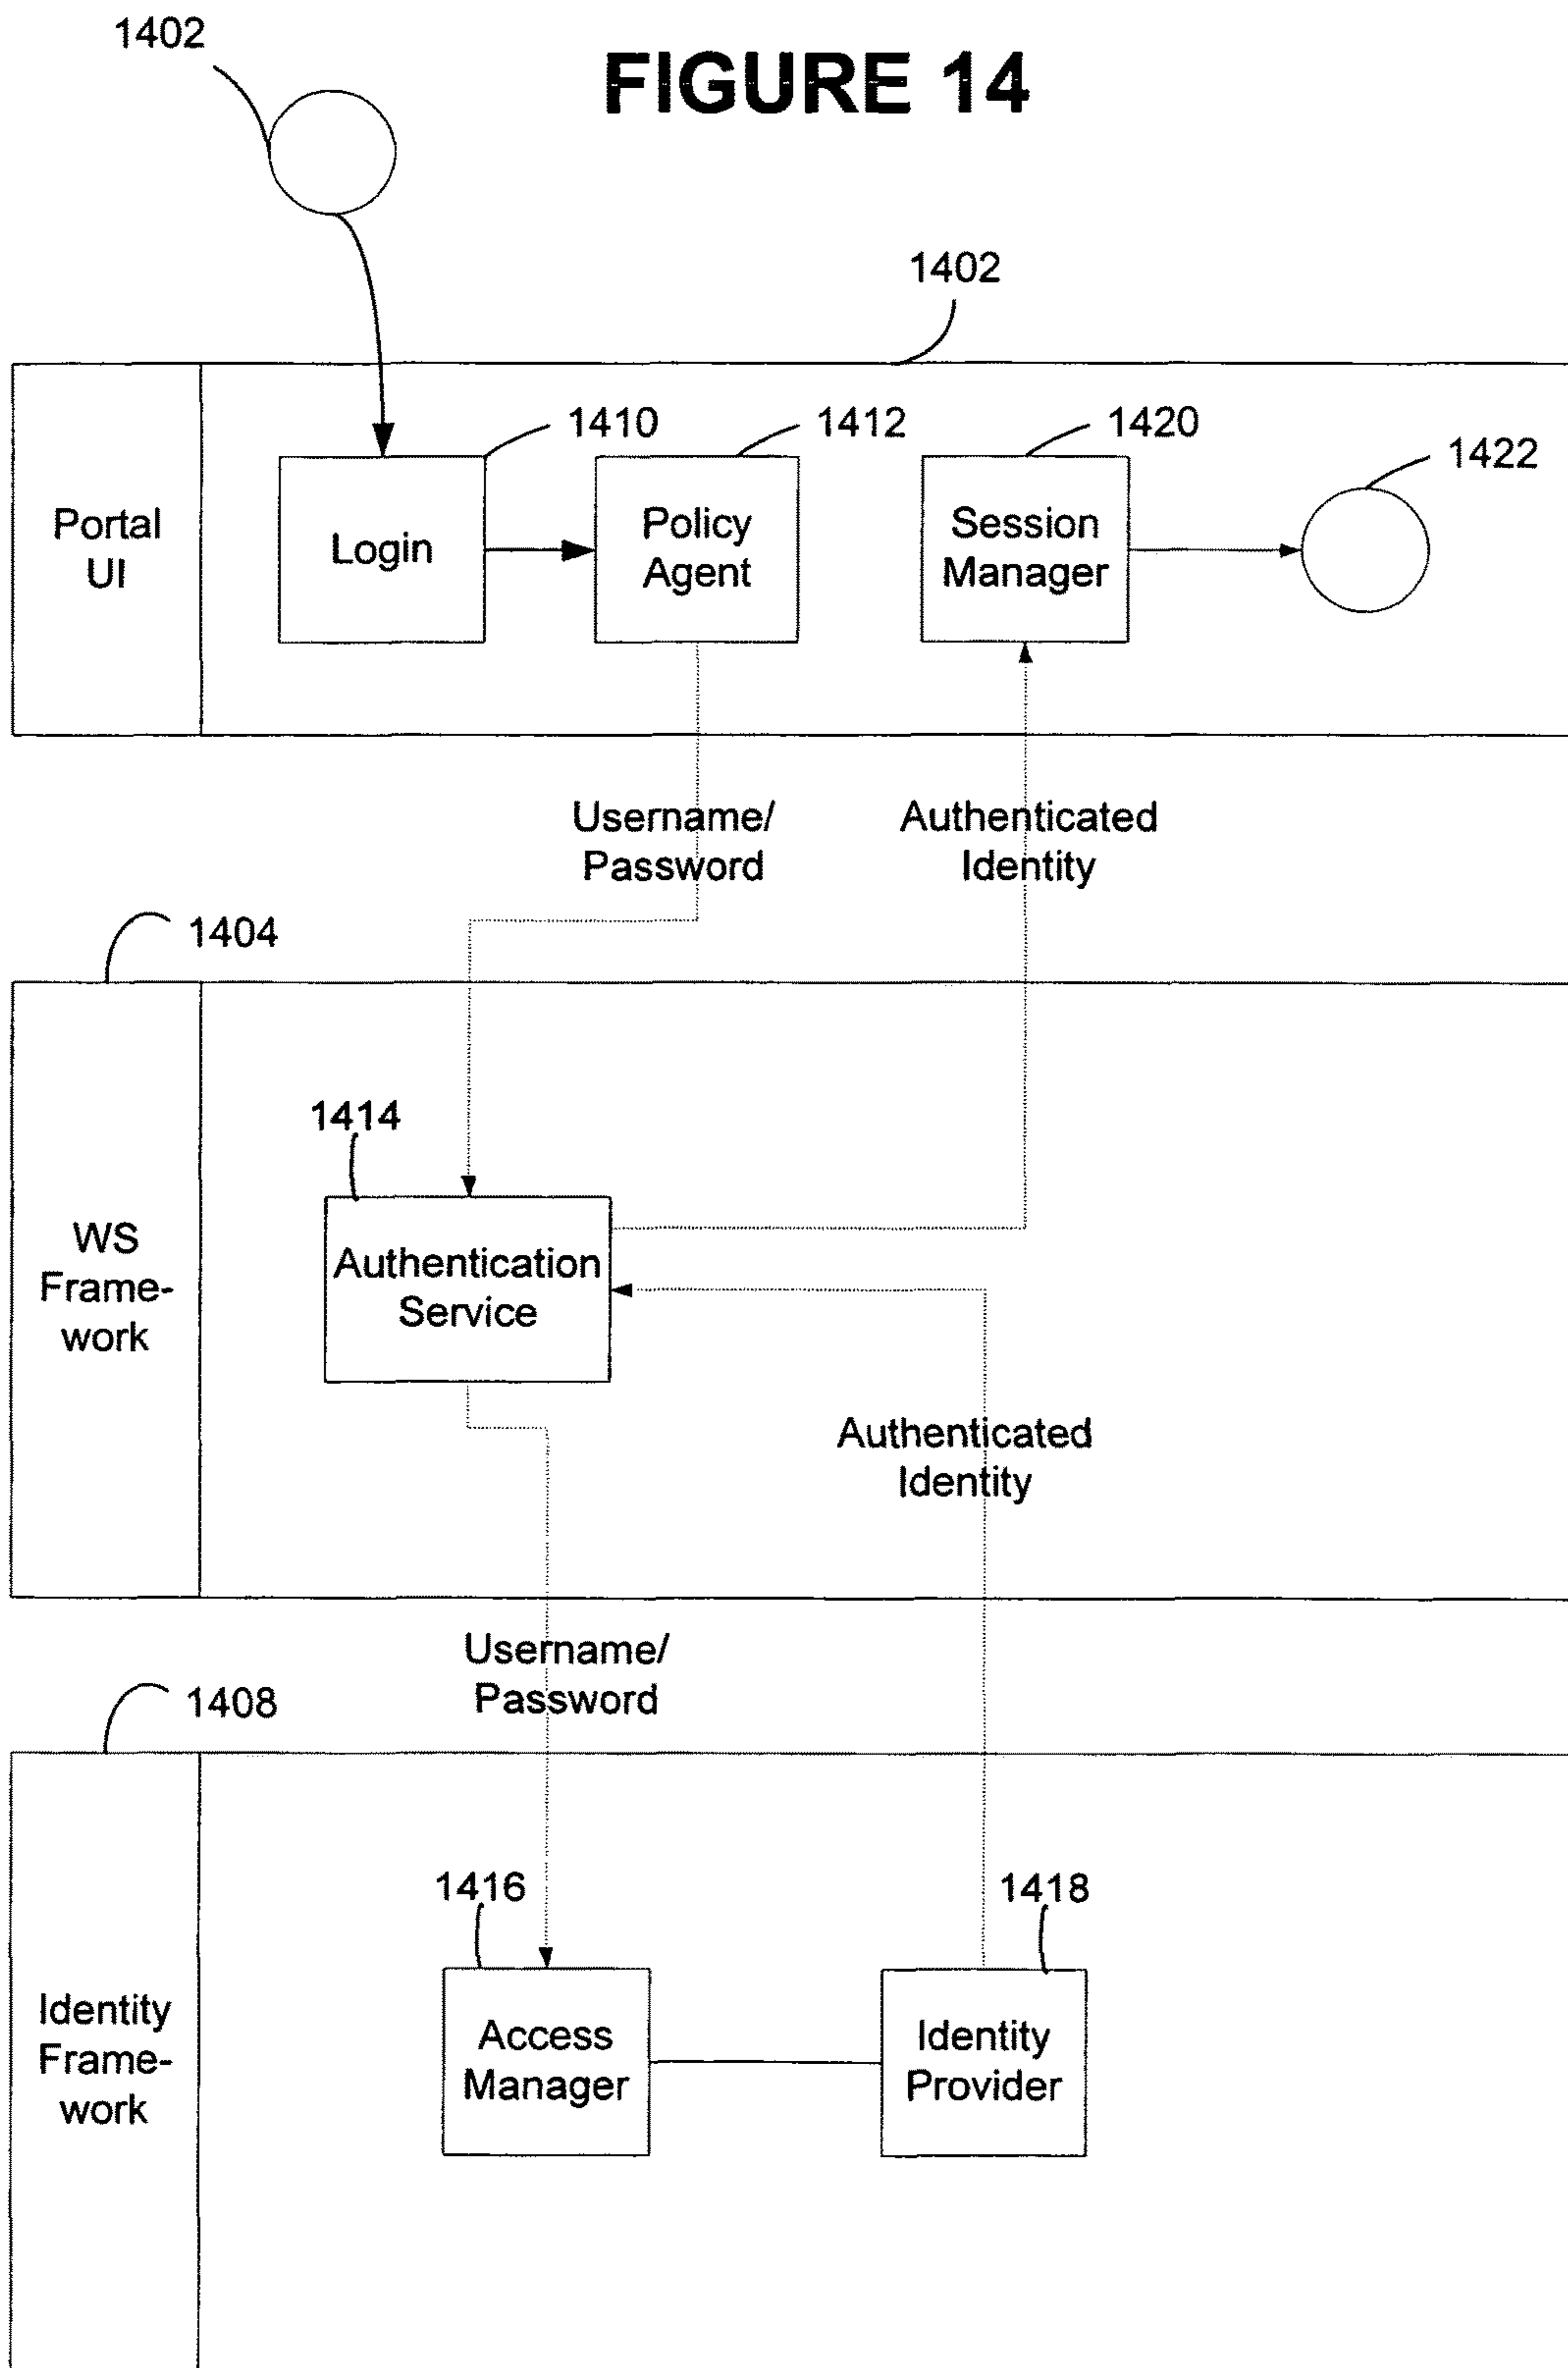 1402
FIGURE 14
1402
1410
1412
1420
1422
Portal
UI
Login
Policy
Agent
Session
Manager
Username/
Password
Authenticated
Identity
1404
1414
WS
Frame-
work
Authentication
Service
Authenticated
Identity
Username/
Password
1408
1416
1418
Identity
Frame-
work
Access
Manager
Identity
Provider